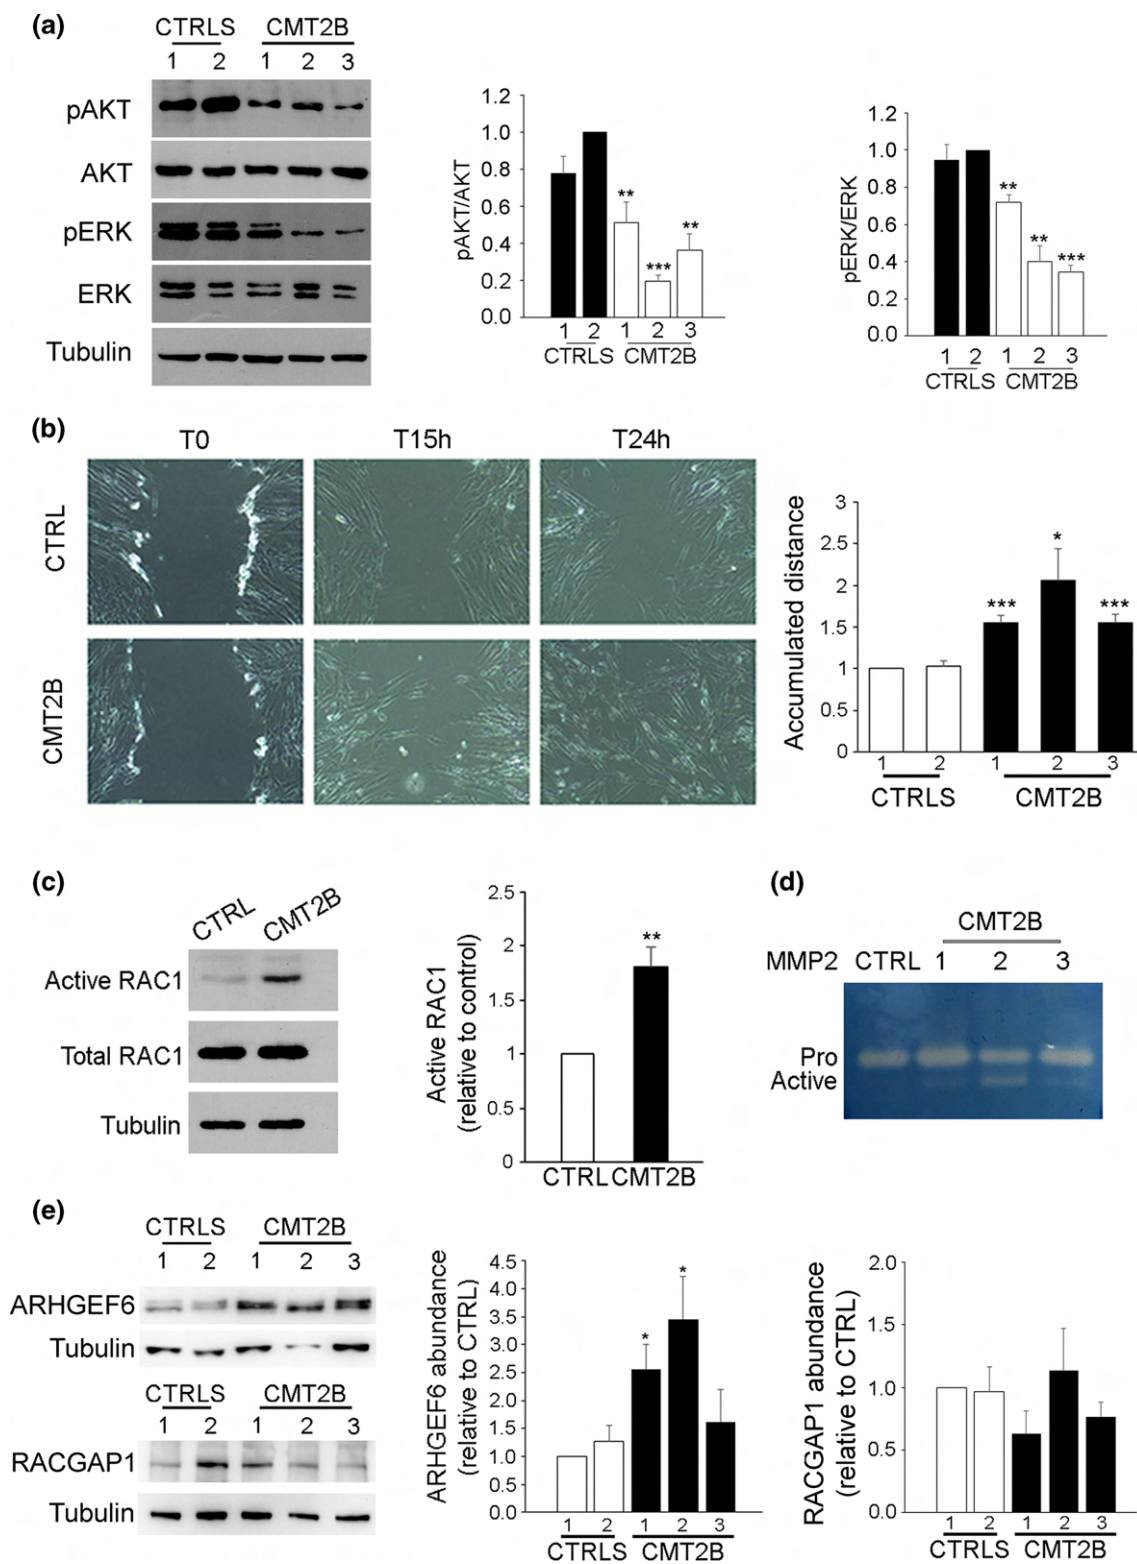 (a)
CTRLS CMT2B
1 2 1 2 3
pAKT
AKT
pERK
ERK
Tubulin
pAKT/AKT
1.2
1.0
0.8
0.6
0.4
0.2
0.0
** *** **
1 2 1 2 3
CTRLS CMT2B
pERK/ERK
1.2
1.0
0.8
0.6
0.4
0.2
0.0
** ** ***
1 2 1 2 3
CTRLS CMT2B
(b)
T0 T15h T24h
CTRL
CMT2B
Accumulated distance
3
2.5
2
1.5
1
0.5
0
*** * ***
1 2 1 2 3
CTRLS CMT2B
(c)
CTRL CMT2B
Active RAC1
Total RAC1
Tubulin
Active RAC1
(relative to control)
2.5
2
1.5
1
0.5
0
**
CTRL CMT2B
(d)
CMT2B
MMP2 CTRL 1 2 3
Pro
Active
(e)
CTRLS CMT2B
1 2 1 2 3
ARHGEF6
Tubulin
CTRLS CMT2B
1 2 1 2 3
RACGAP1
Tubulin
ARHGEF6 abundance
(relative to CTRL)
4.5
4.0
3.5
3.0
2.5
2.0
1.5
1.0
0.5
0.0
* *
1 2 1 2 3
CTRLS CMT2B
RACGAP1 abundance
(relative to CTRL)
2.0
1.5
1.0
0.5
0.0
1 2 1 2 3
CTRLS CMT2B